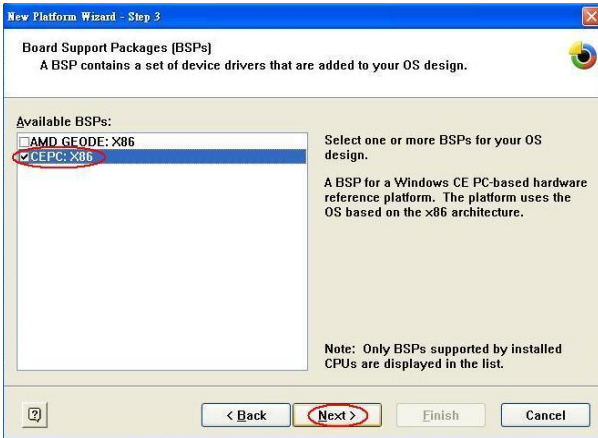 New Platform Wizard - Step 3
Board Support Packages (BSPs)
A BSP contains a set of device drivers that are added to your OS design.
Available BSPs:
AMD GEODE: X86
CEPC: X86
Select one or more BSPs for your OS
design.
A BSP for a Windows CE PC-based hardware
reference platform. The platform uses the
OS based on the x86 architecture.
Note: Only BSPs supported by installed
CPUs are displayed in the list.
? < Back Next > Finish Cancel